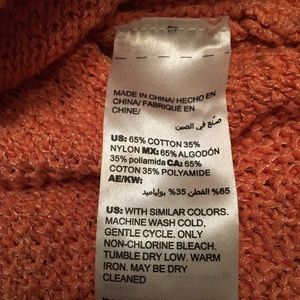 MADE IN CHINA/ HECHO EN
CHINA/ FABRIQUÉ EN
CHINE/
صنع في الصين
US: 65% COTTON 35%
NYLON MX: 65% ALGODÓN
35% poliamida CA: 65%
COTON 35% POLYAMIDE
AE/KW:
65% القطن 35% بولياميد
US: WITH SIMILAR COLORS.
MACHINE WASH COLD,
GENTLE CYCLE. ONLY
NON-CHLORINE BLEACH.
TUMBLE DRY LOW. WARM
IRON. MAY BE DRY
CLEANED